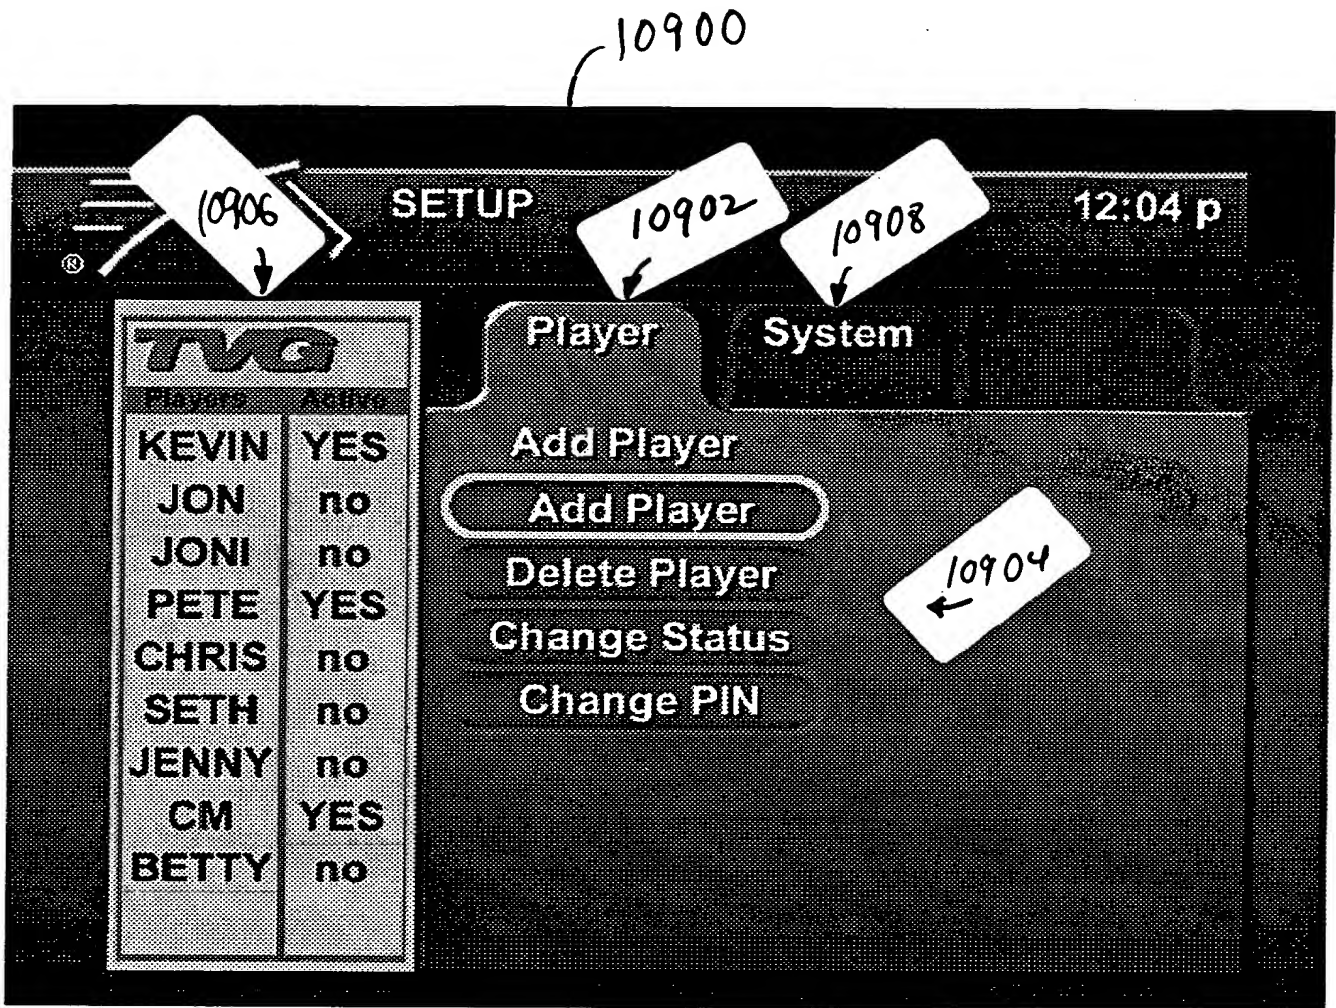 10900
10906
SETUP
10902
10908
12:04 p
®
TVG
Player
System
Players Active
KEVIN YES
JON no
JONI no
PETE YES
CHRIS no
SETH no
JENNY no
CM YES
BETTY no
Add Player
Add Player
Delete Player
Change Status
Change PIN
10904